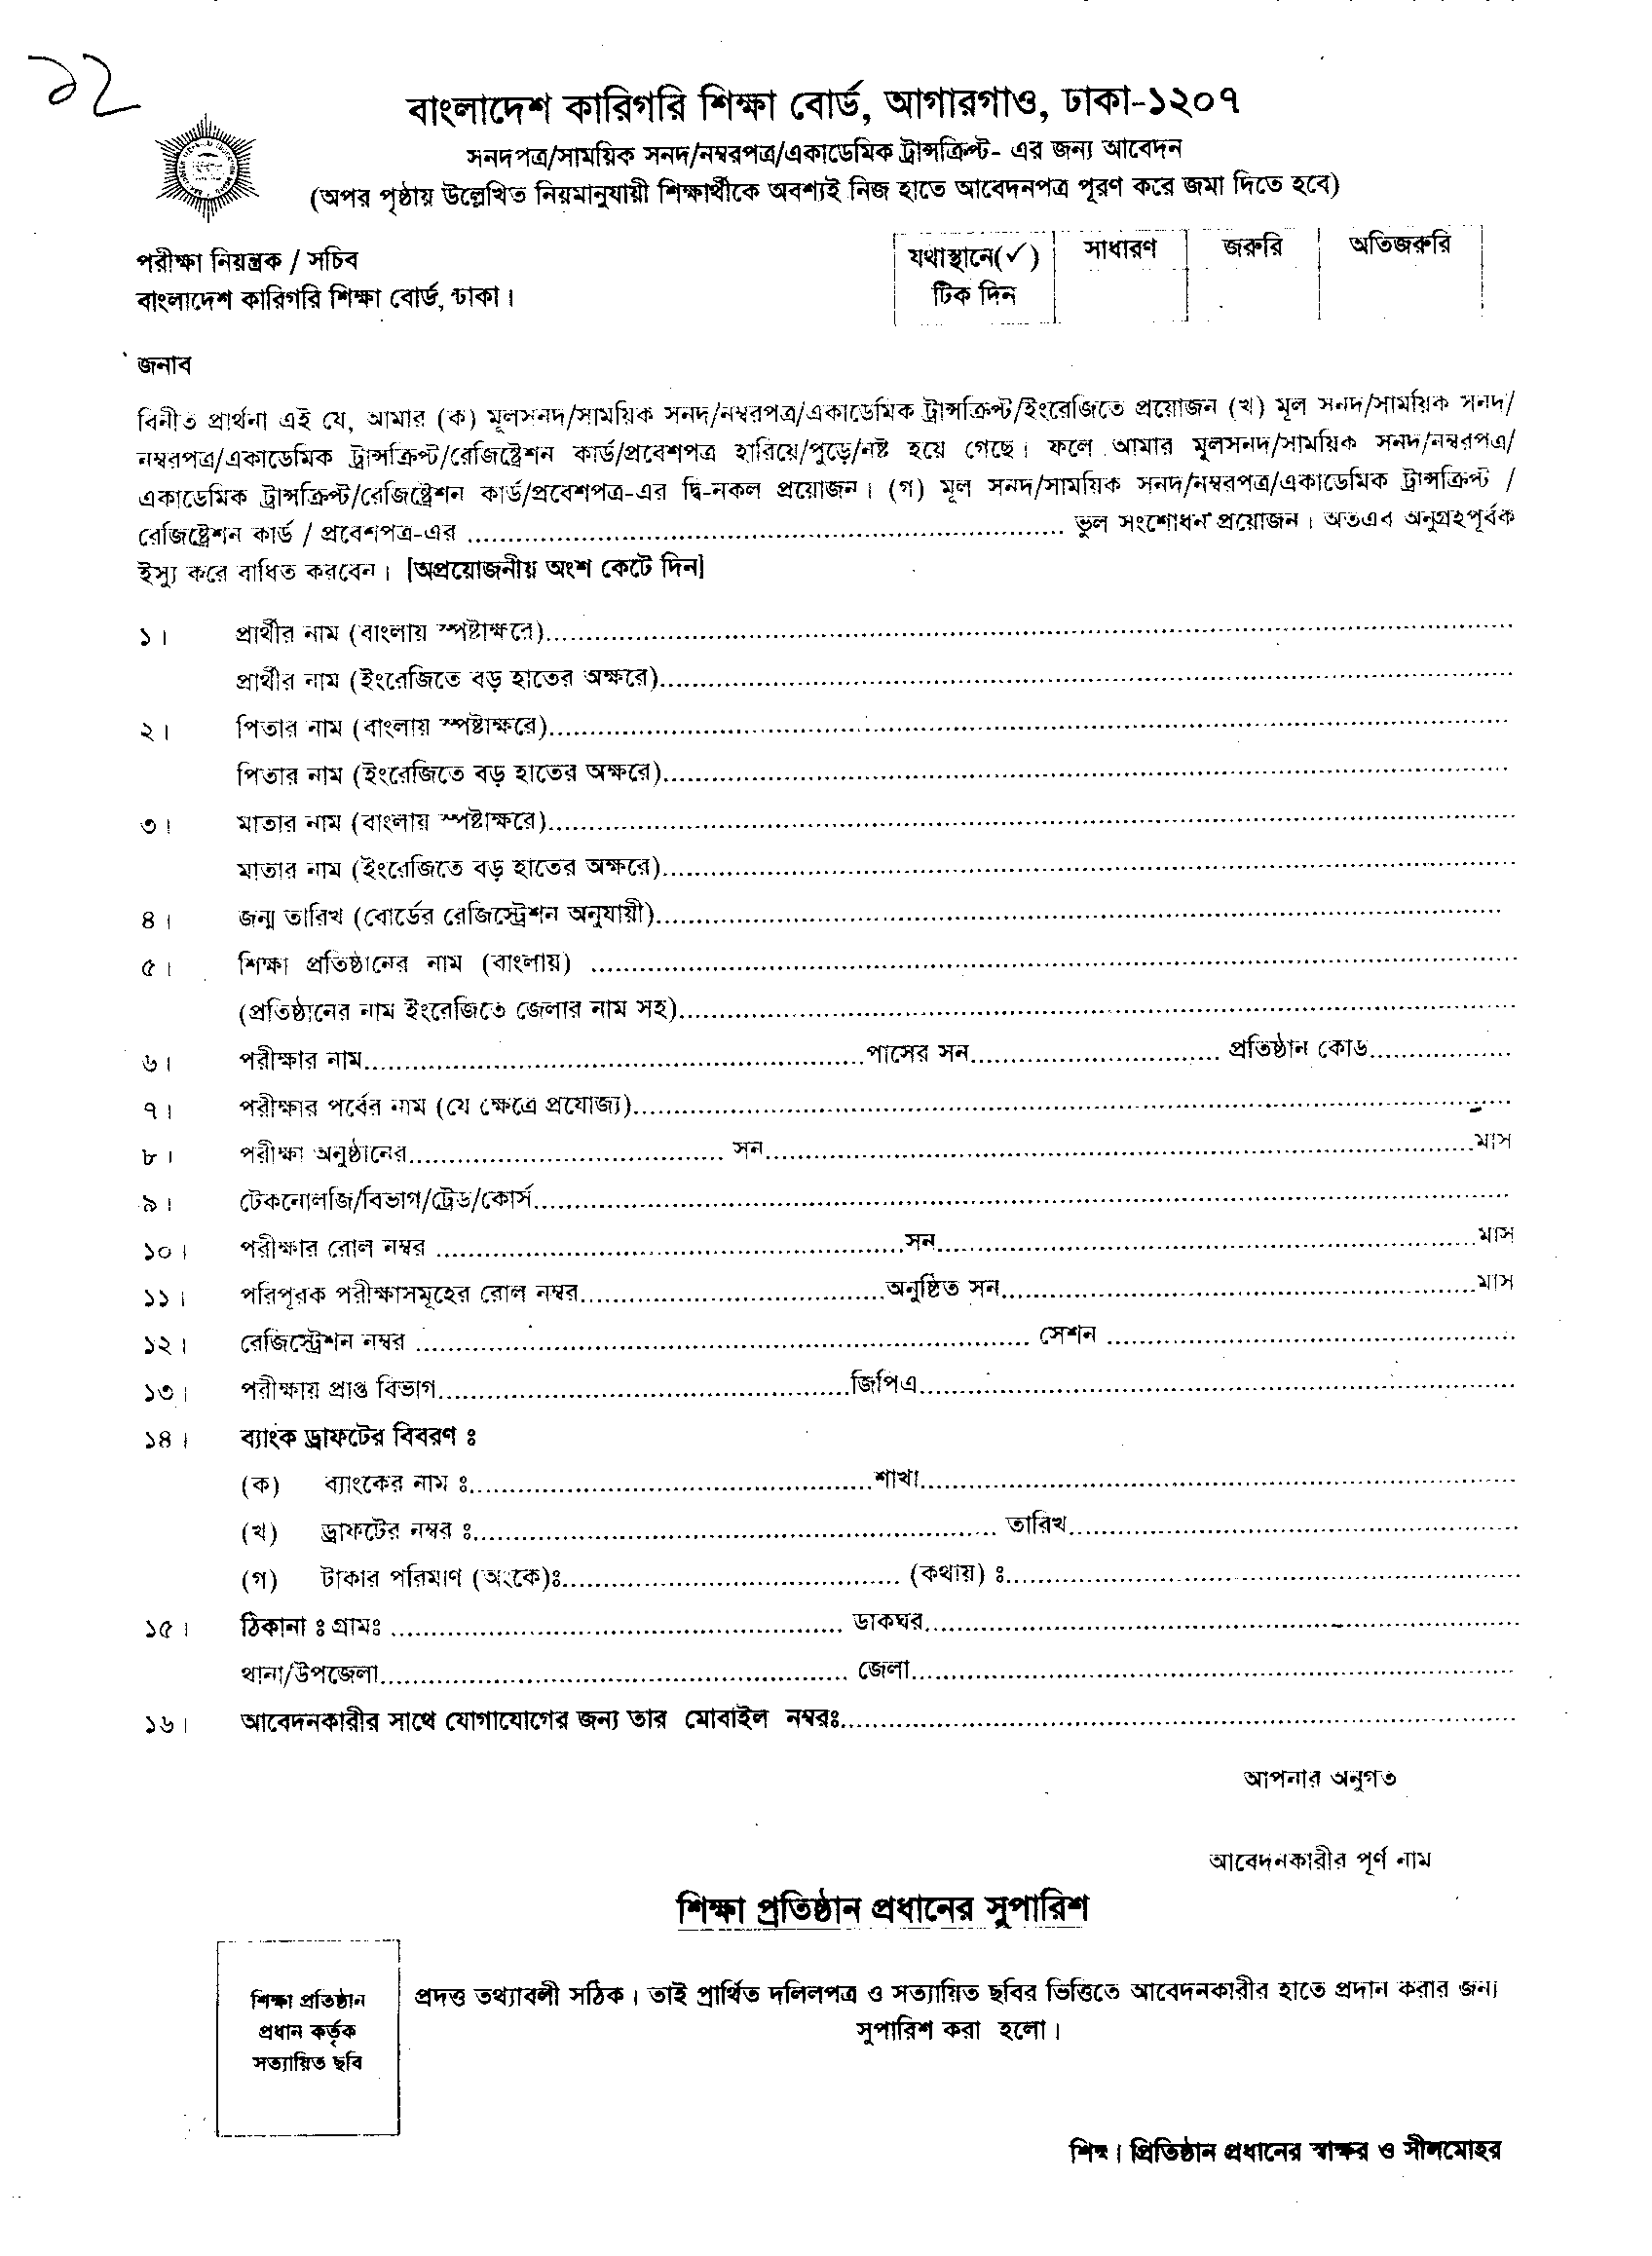 ১২
বাংলাদেশ কারিগরি শিক্ষা বোর্ড, আগারগাও, ঢাকা-১২০৭
সনদপত্র/সাময়িক সনদ/নম্বরপত্র/একাডেমিক ট্রান্সক্রিপ্ট- এর জন্য আবেদন
(অপর পৃষ্ঠায় উল্লেখিত নিয়মানুযায়ী শিক্ষার্থীকে অবশ্যই নিজ হাতে আবেদনপত্র পূরণ করে জমা দিতে হবে)
পরীক্ষা নিয়ন্ত্রক / সচিব
বাংলাদেশ কারিগরি শিক্ষা বোর্ড, ঢাকা।
যথাস্থানে(✓) সাধারণ জরুরি অতিজরুরি
টিক দিন
জনাব
বিনীত প্রার্থনা এই যে, আমার (ক) মূলসনদ/সাময়িক সনদ/নম্বরপত্র/একাডেমিক ট্রান্সক্রিপ্ট/ইংরেজিতে প্রয়োজন (খ) মূল সনদ/সাময়িক সনদ/
নম্বরপত্র/একাডেমিক ট্রান্সক্রিপ্ট/রেজিষ্ট্রেশন কার্ড/প্রবেশপত্র হারিয়ে/পুড়ে/নষ্ট হয়ে গেছে। ফলে আমার মুলসনদ/সাময়িক সনদ/নম্বরপএ/
একাডেমিক ট্রান্সক্রিপ্ট/রেজিষ্ট্রেশন কার্ড/প্রবেশপত্র-এর দ্বি-নকল প্রয়োজন। (গ) মূল সনদ/সাময়িক সনদ/নম্বরপত্র/একাডেমিক ট্রান্সক্রিপ্ট /
রেজিষ্ট্রেশন কার্ড / প্রবেশপত্র-এর .................... ভুল সংশোধন প্রয়োজন। অতএব অনুগ্রহপূর্বক
ইস্যু করে বাধিত করবেন। [অপ্রয়োজনীয় অংশ কেটে দিন]
১। প্রার্থীর নাম (বাংলায় স্পষ্টাক্ষরে)....................
প্রার্থীর নাম (ইংরেজিতে বড় হাতের অক্ষরে)....................
২। পিতার নাম (বাংলায় স্পষ্টাক্ষরে)....................
পিতার নাম (ইংরেজিতে বড় হাতের অক্ষরে)....................
৩। মাতার নাম (বাংলায় স্পষ্টাক্ষরে)....................
মাতার নাম (ইংরেজিতে বড় হাতের অক্ষরে)....................
৪। জন্ম তারিখ (বোর্ডের রেজিস্ট্রেশন অনুযায়ী)....................
৫। শিক্ষা প্রতিষ্ঠানের নাম (বাংলায়) ....................
(প্রতিষ্ঠানের নাম ইংরেজিতে জেলার নাম সহ)....................
৬। পরীক্ষার নাম....................পাসের সন.................... প্রতিষ্ঠান কোড....................
৭। পরীক্ষার পর্বের নাম (যে ক্ষেত্রে প্রযোজ্য)....................
৮। পরীক্ষা অনুষ্ঠানের.................... সন....................মাস
৯। টেকনোলজি/বিভাগ/ট্রেড/কোর্স....................
১০। পরীক্ষার রোল নম্বর ....................সন....................মাস
১১। পরিপূরক পরীক্ষাসমূহের রোল নম্বর....................অনুষ্ঠিত সন....................মাস
১২। রেজিস্ট্রেশন নম্বর .................... সেশন ....................
১৩। পরীক্ষায় প্রাপ্ত বিভাগ....................জিপিএ....................
১৪। ব্যাংক ড্রাফটের বিবরণ ঃ
(ক) ব্যাংকের নাম ঃ....................শাখা....................
(খ) ড্রাফটের নম্বর ঃ.................... তারিখ....................
(গ) টাকার পরিমাণ (অংকে)ঃ.................... (কথায়) ঃ....................
১৫। ঠিকানা ঃ গ্রামঃ .................... ডাকঘর....................
থানা/উপজেলা.................... জেলা....................
১৬। আবেদনকারীর সাথে যোগাযোগের জন্য তার মোবাইল নম্বরঃ....................
আপনার অনুগত
আবেদনকারীর পূর্ণ নাম
শিক্ষা প্রতিষ্ঠান প্রধানের সুপারিশ
শিক্ষা প্রতিষ্ঠান
প্রধান কর্তৃক
সত্যায়িত ছবি
প্রদত্ত তথ্যাবলী সঠিক। তাই প্রার্থিত দলিলপত্র ও সত্যায়িত ছবির ভিত্তিতে আবেদনকারীর হাতে প্রদান করার জন্য
সুপারিশ করা হলো।
শিক্ষা প্রিতিষ্ঠান প্রধানের স্বাক্ষর ও সীলমোহর